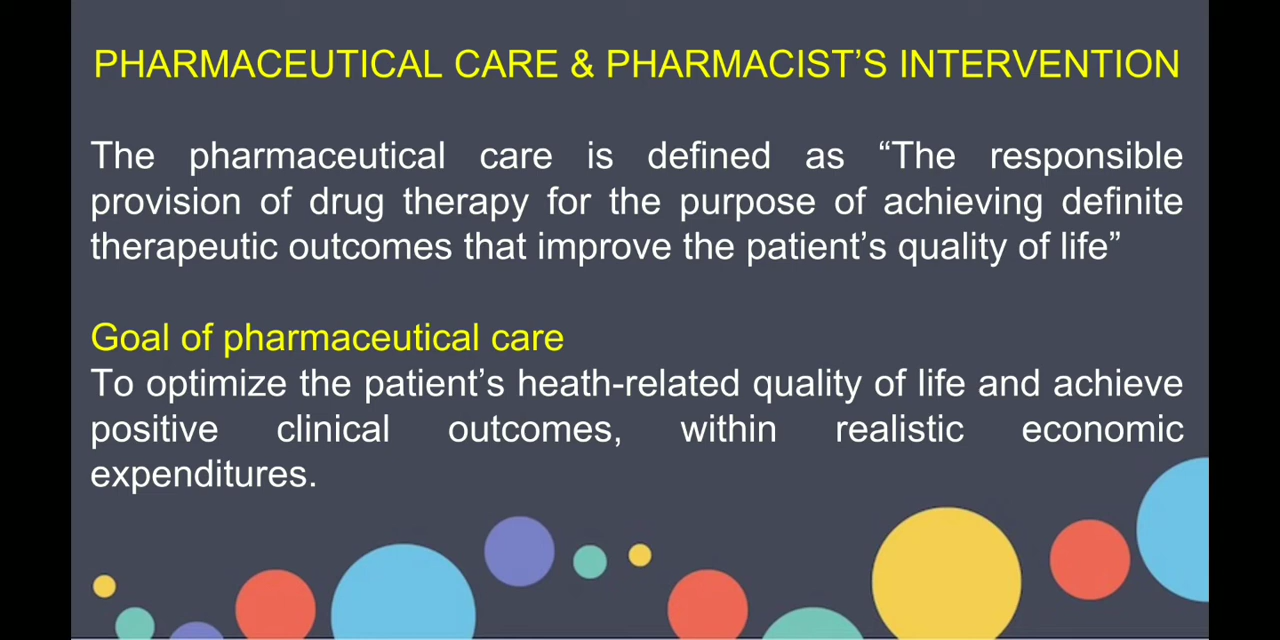 PHARMACEUTICAL CARE & PHARMACIST’S INTERVENTION
The pharmaceutical care is defined as “The responsible
provision of drug therapy for the purpose of achieving definite
therapeutic outcomes that improve the patient’s quality of life”
Goal of pharmaceutical care
To optimize the patient’s heath-related quality of life and achieve
positive clinical outcomes, within realistic economic
expenditures.